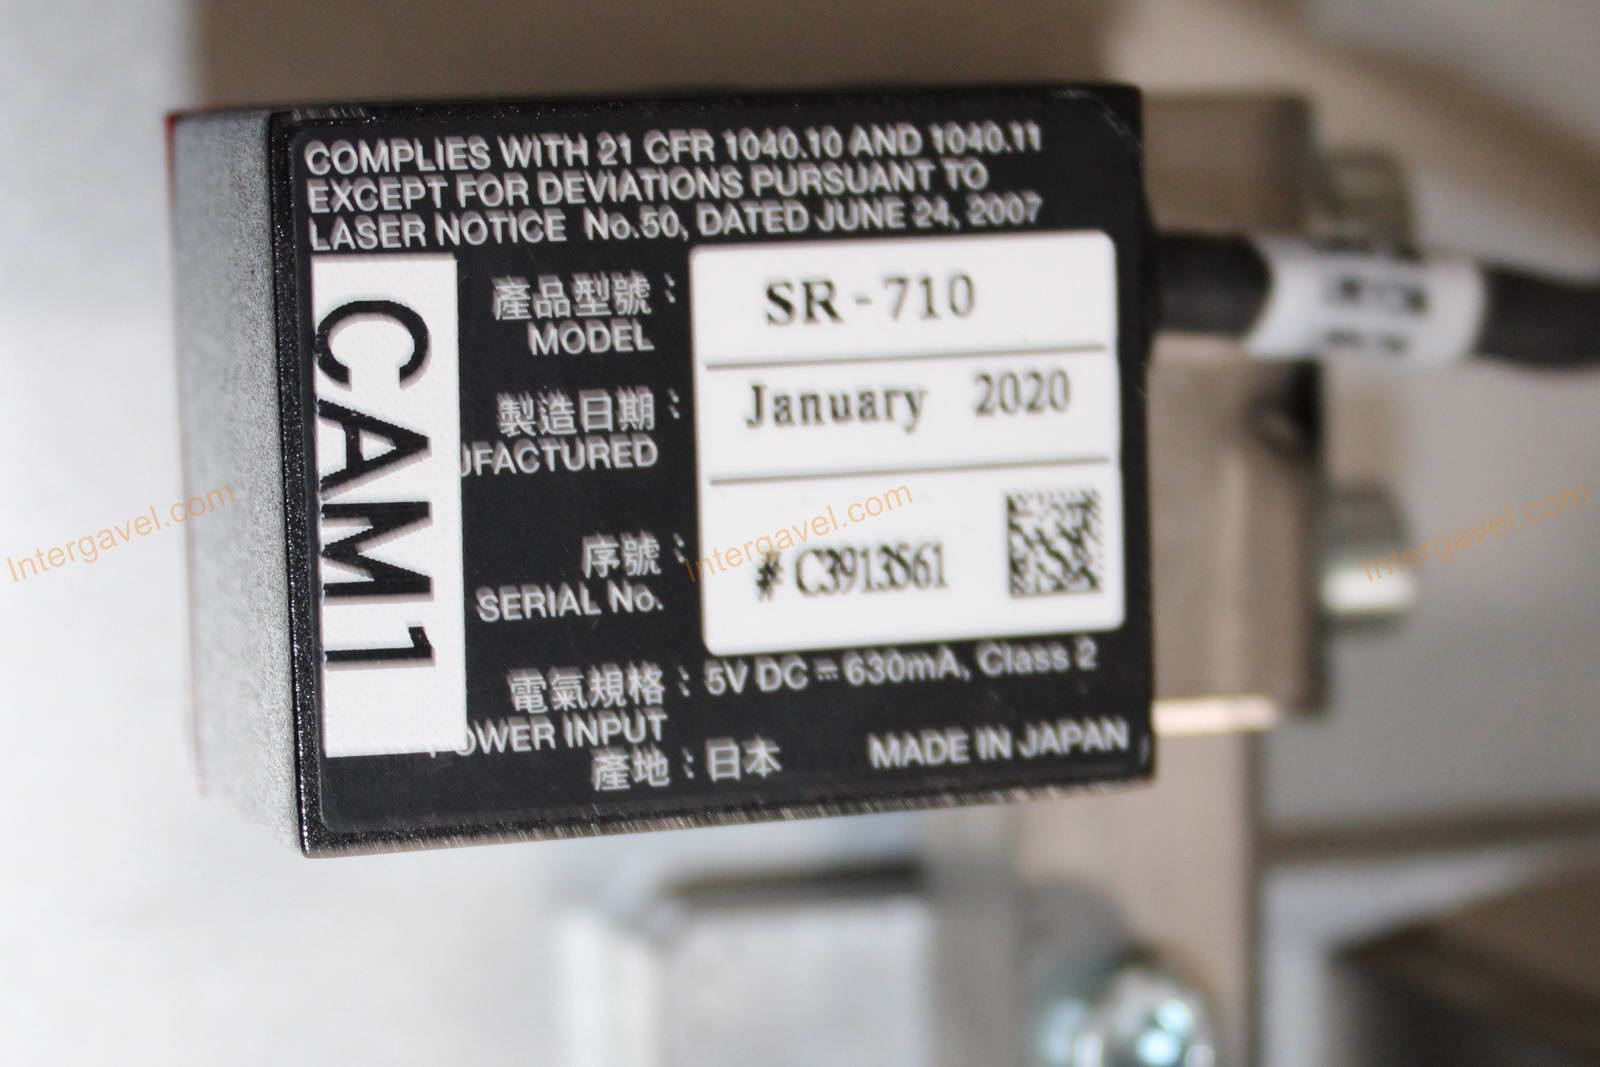 COMPLIES WITH 21 CFR 1040.10 AND 1040.11
EXCEPT FOR DEVIATIONS PURSUANT TO
LASER NOTICE No.50, DATED JUNE 24, 2007
CAM1
產品型號：
MODEL
SR-710
製造日期：
UFACTURED
January 2020
序號：
SERIAL No.
# C3913561
電氣規格：5V DC ⎓ 630mA, Class 2
POWER INPUT
產地：日本 MADE IN JAPAN
Intergavel.com
Intergavel.com
Intergavel.com